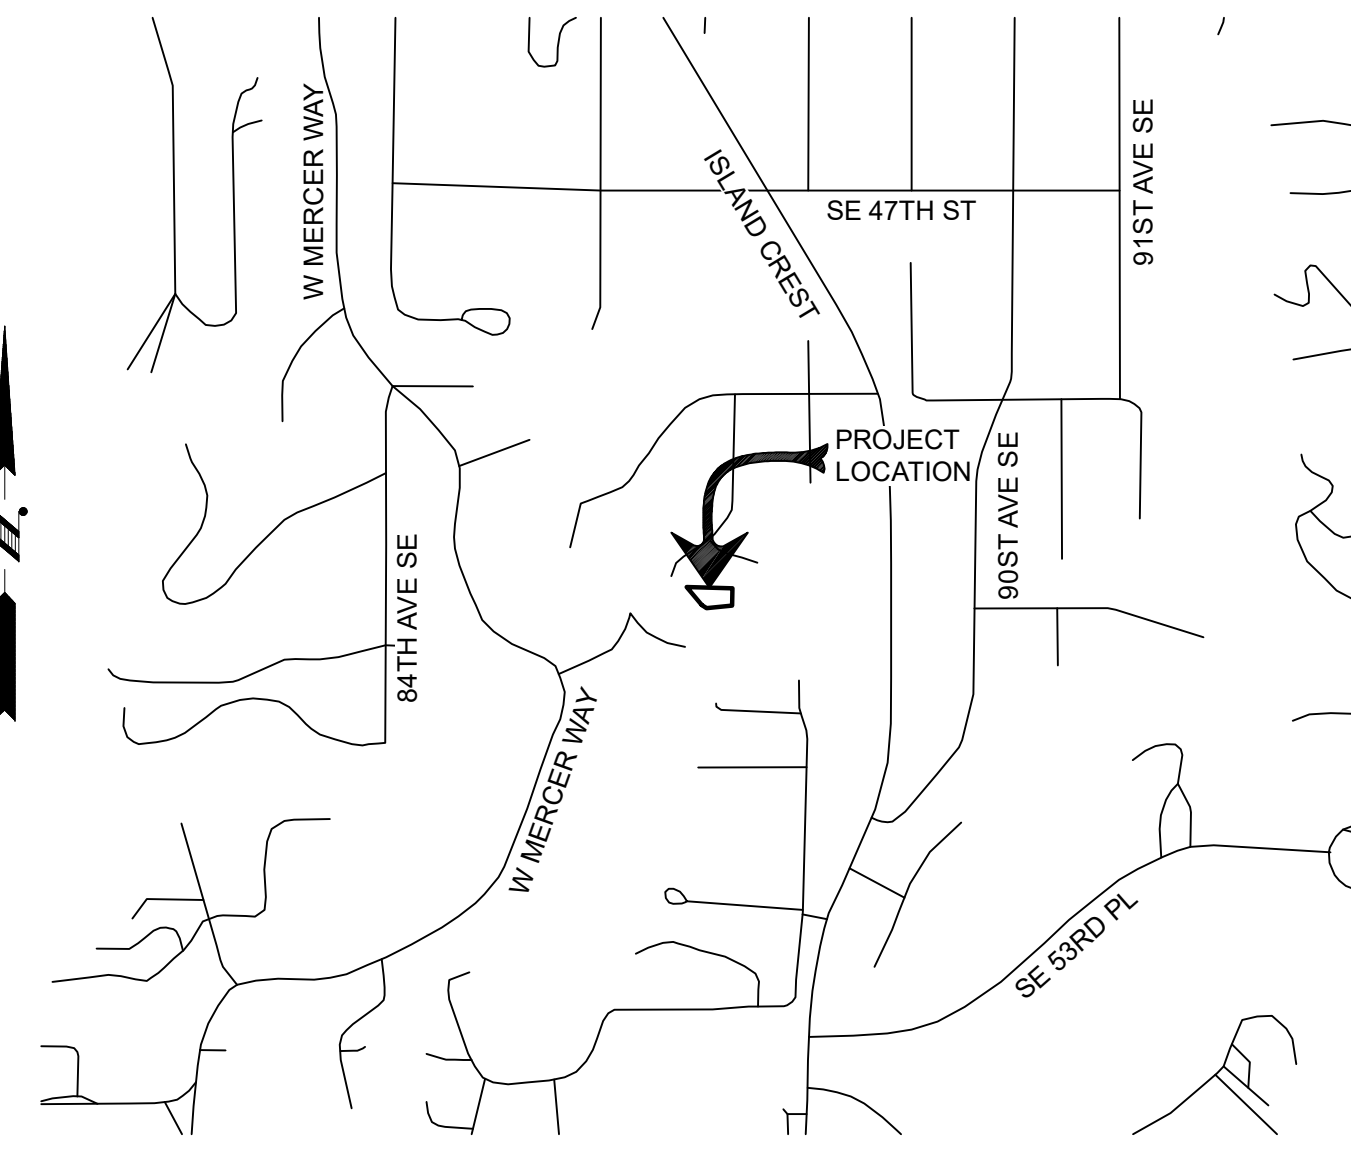 W MERCER WAY
ISLAND CREST
SE 47TH ST
91ST AVE SE
PROJECT
LOCATION
90ST AVE SE
84TH AVE SE
W MERCER WAY
SE 53RD PL